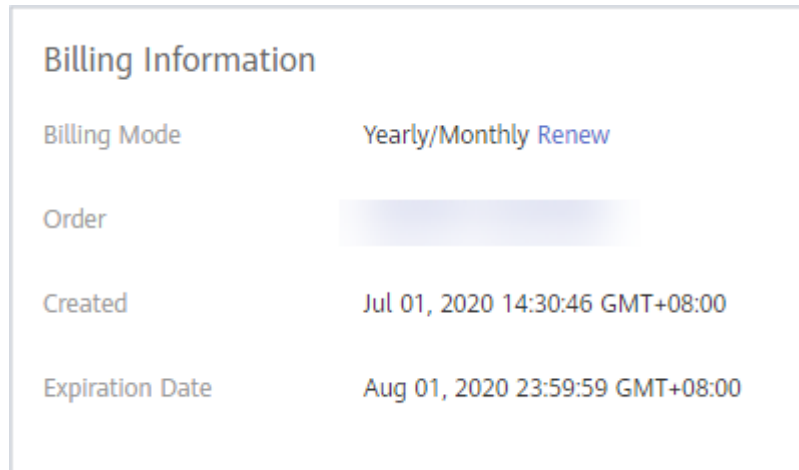 Billing Information
Billing Mode Yearly/Monthly Renew
Order
Created Jul 01, 2020 14:30:46 GMT+08:00
Expiration Date Aug 01, 2020 23:59:59 GMT+08:00